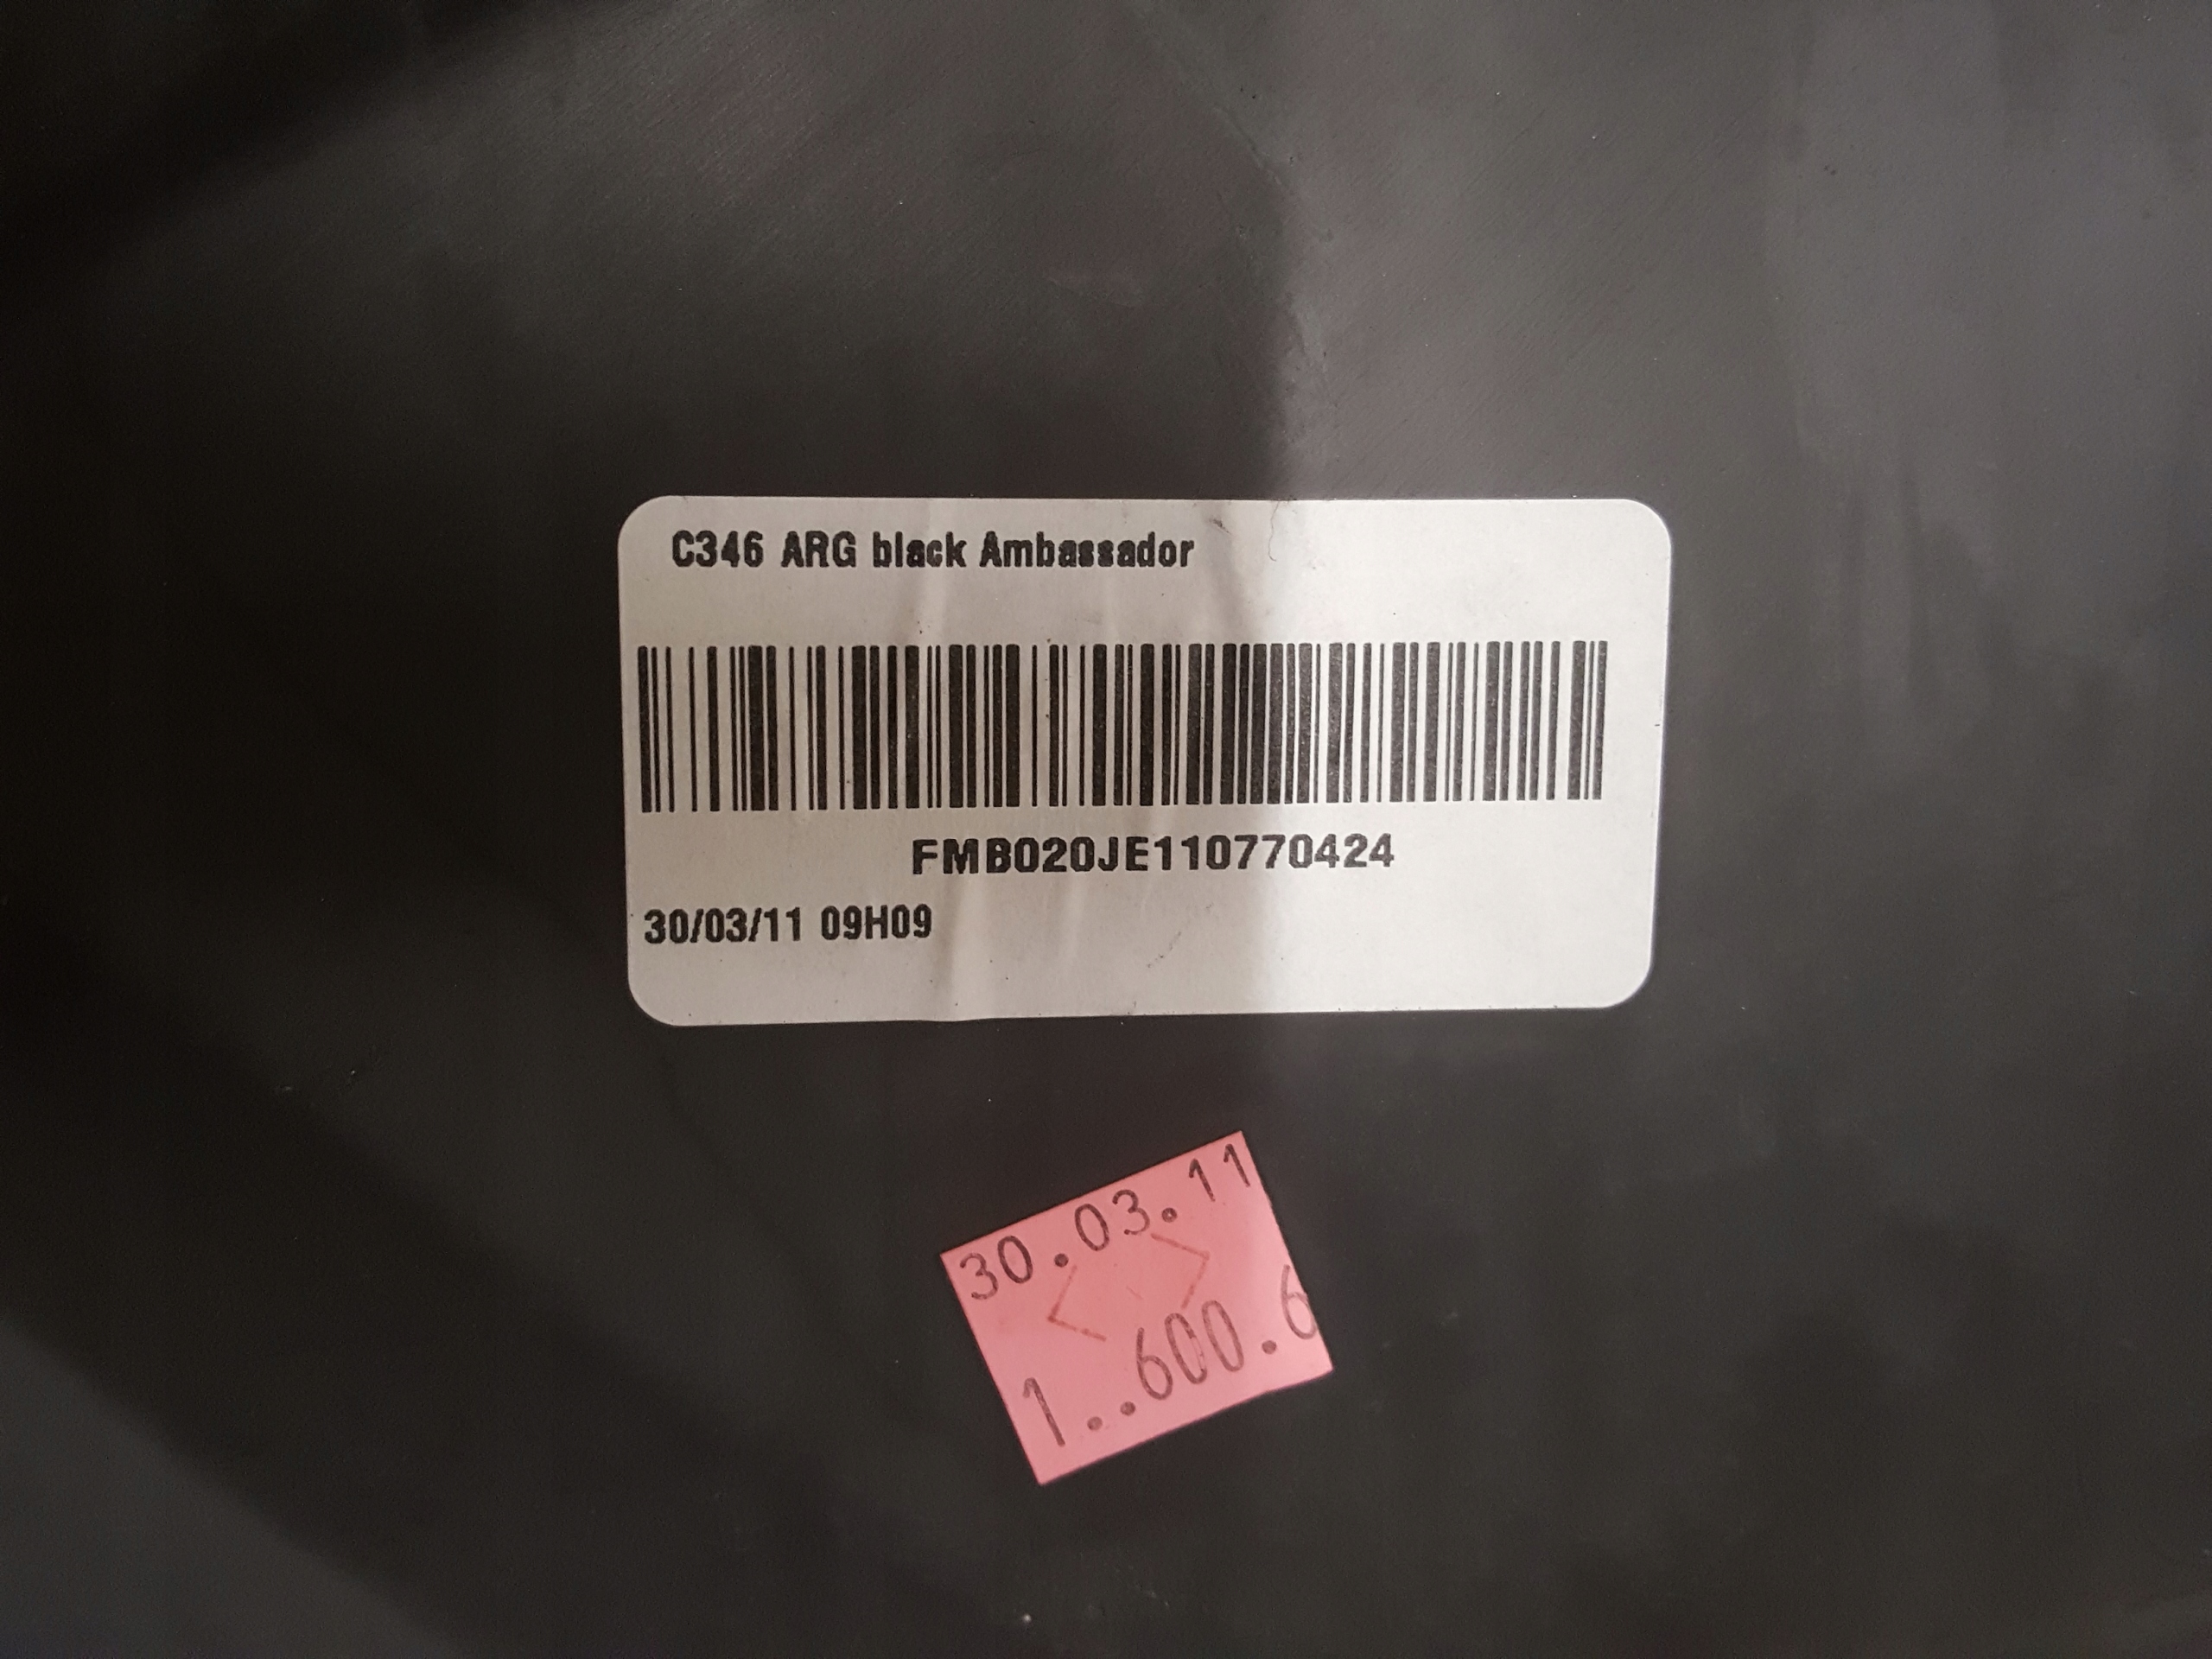 C346 ARG black Ambassador
FMB020JE110770424
30/03/11 09H09
30.03.11
1..600.6